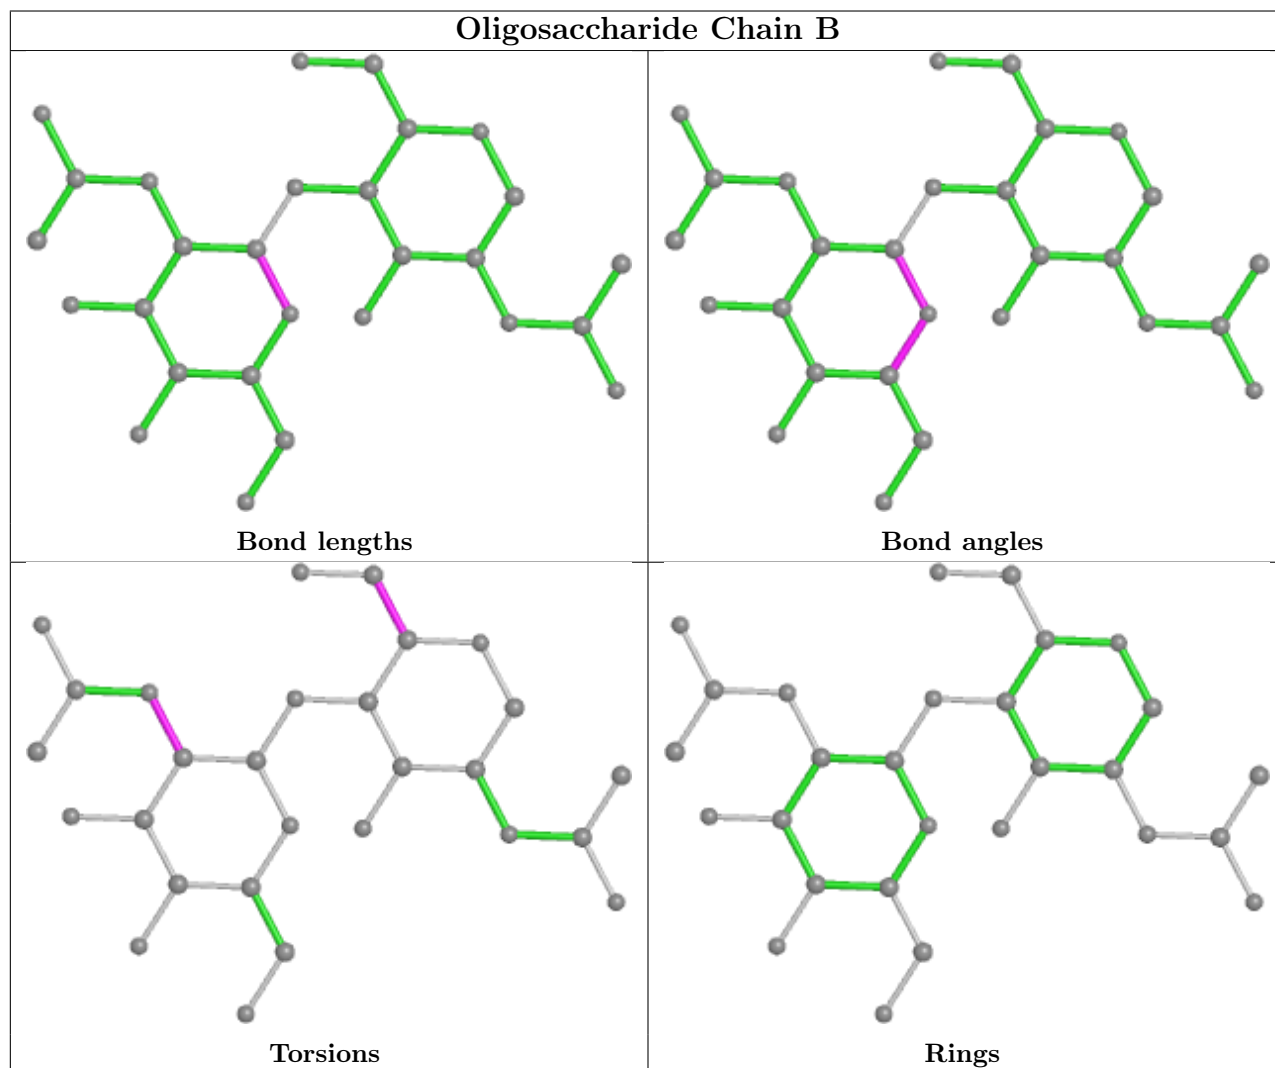 Oligosaccharide Chain B
Bond lengths
Bond angles
Torsions
Rings